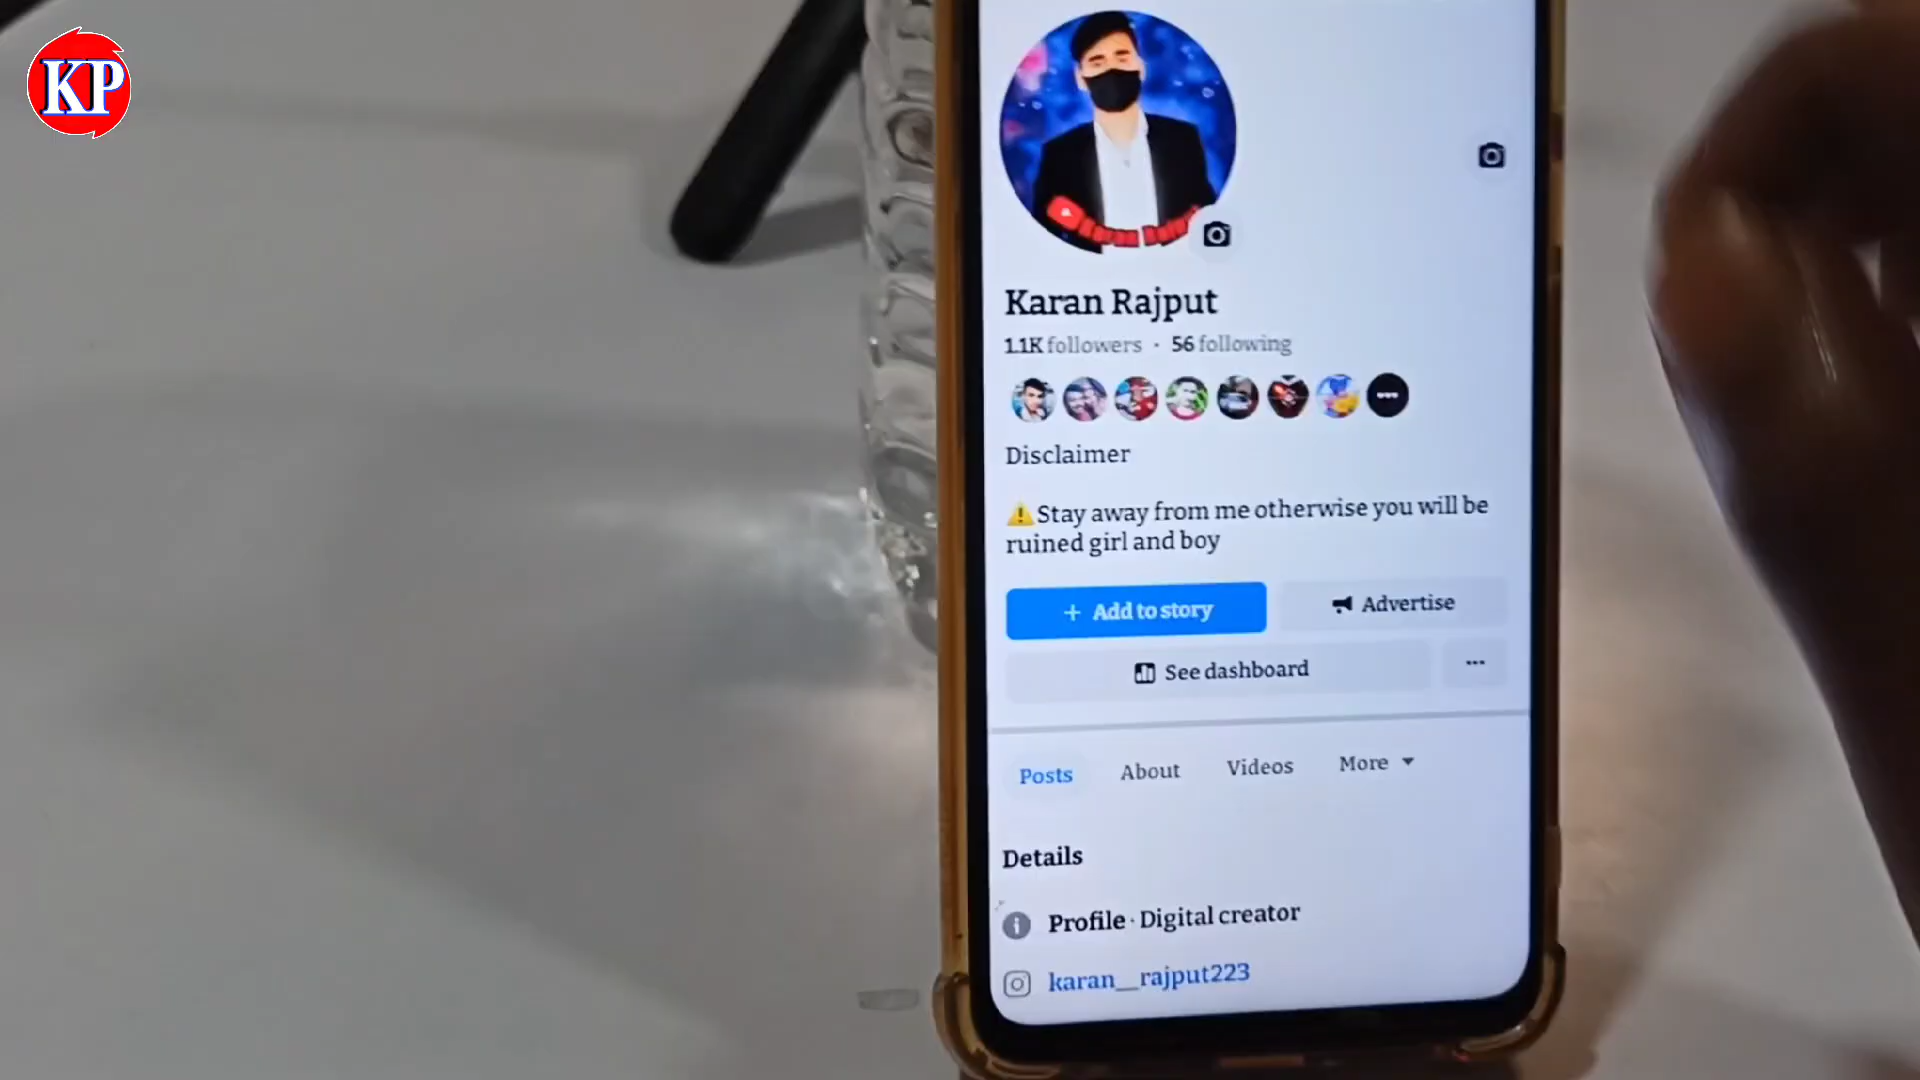 KP
Karan Rajput
1.1K followers · 56 following
Disclaimer
⚠️Stay away from me otherwise you will be
ruined girl and boy
+ Add to story
Advertise
See dashboard
Posts
About
Videos
More
Details
Profile · Digital creator
karan__rajput223